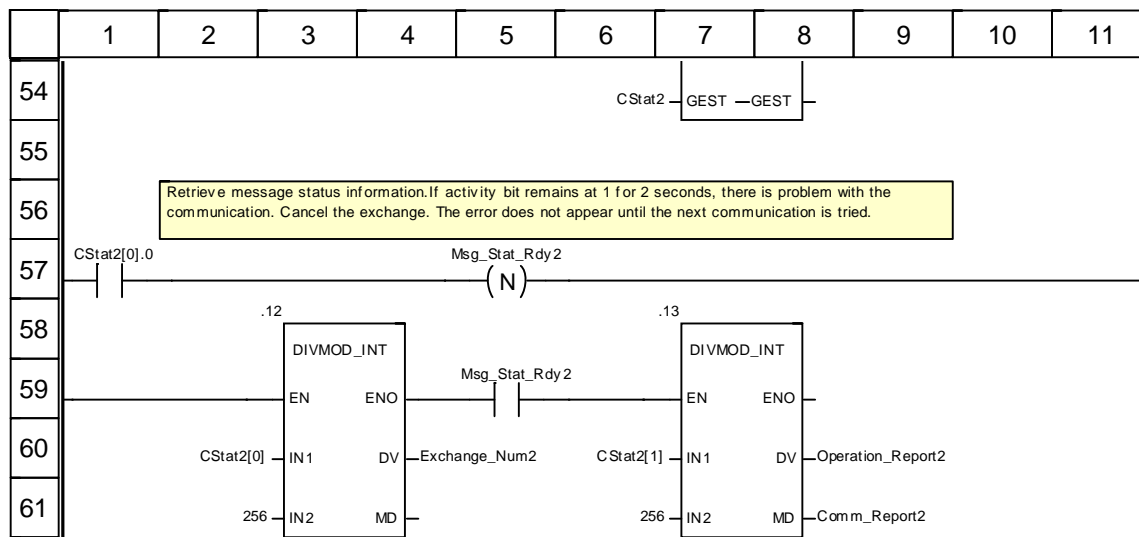 1 2 3 4 5 6 7 8 9 10 11
54
CStat2 GEST GEST
55
56
Retrieve message status information.If activity bit remains at 1 for 2 seconds, there is problem with the
communication. Cancel the exchange. The error does not appear until the next communication is tried.
CStat2[0].0 Msg_Stat_Rdy2
57
N
58
.12 .13
DIVMOD_INT DIVMOD_INT
59
Msg_Stat_Rdy2
EN ENO EN ENO
60
CStat2[0] IN1 DV Exchange_Num2 CStat2[1] IN1 DV Operation_Report2
61
256 IN2 MD 256 IN2 MD Comm_Report2